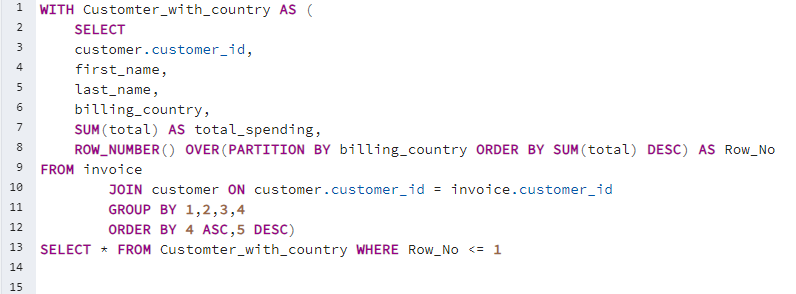 1 WITH Customter_with_country AS (
2 SELECT
3 customer.customer_id,
4 first_name,
5 last_name,
6 billing_country,
7 SUM(total) AS total_spending,
8 ROW_NUMBER() OVER(PARTITION BY billing_country ORDER BY SUM(total) DESC) AS Row_No
9 FROM invoice
10 JOIN customer ON customer.customer_id = invoice.customer_id
11 GROUP BY 1,2,3,4
12 ORDER BY 4 ASC,5 DESC)
13 SELECT * FROM Customter_with_country WHERE Row_No <= 1
14
15